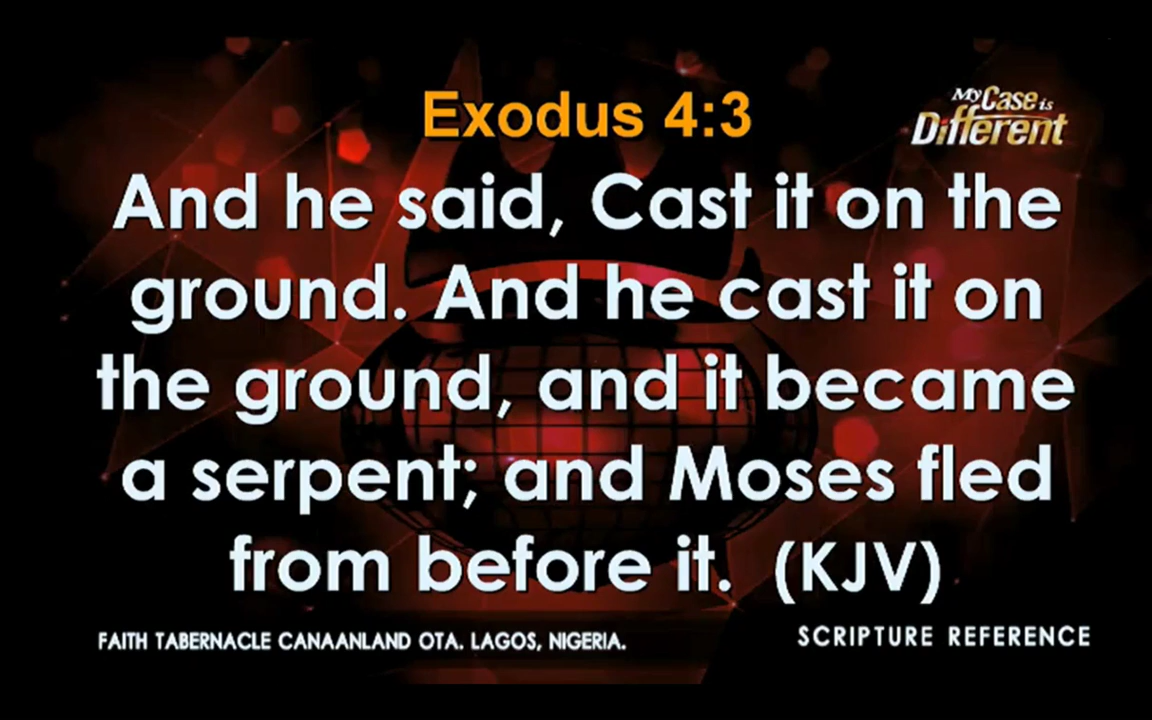 Exodus 4:3
My Case is
Different
And he said, Cast it on the
ground. And he cast it on
the ground, and it became
a serpent; and Moses fled
from before it. (KJV)
FAITH TABERNACLE CANAANLAND OTA. LAGOS, NIGERIA.
SCRIPTURE REFERENCE